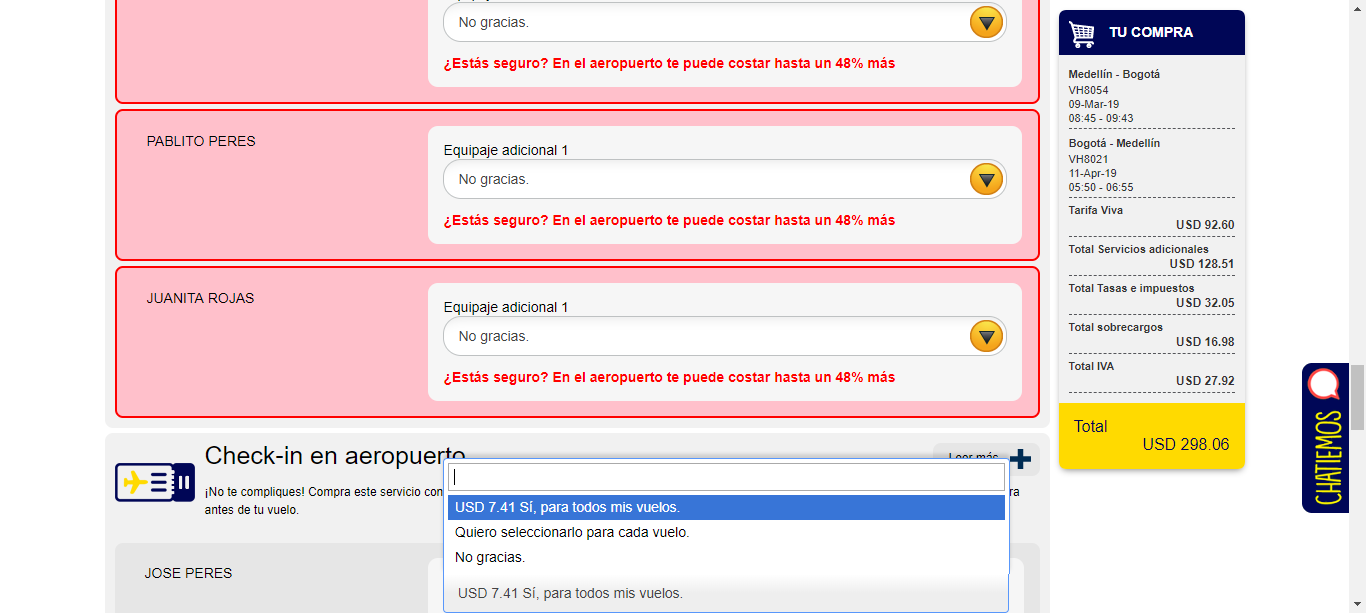 No gracias.
¿Estás seguro? En el aeropuerto te puede costar hasta un 48% más
PABLITO PERES
Equipaje adicional 1
No gracias.
¿Estás seguro? En el aeropuerto te puede costar hasta un 48% más
JUANITA ROJAS
Equipaje adicional 1
No gracias.
¿Estás seguro? En el aeropuerto te puede costar hasta un 48% más
Check-in en aeropuerto
Leer más
¡No te compliques! Compra este servicio con
ra
antes de tu vuelo.
USD 7.41 Sí, para todos mis vuelos.
Quiero seleccionarlo para cada vuelo.
No gracias.
JOSE PERES
USD 7.41 Sí, para todos mis vuelos.
TU COMPRA
Medellín - Bogotá
VH8054
09-Mar-19
08:45 - 09:43
Bogotá - Medellín
VH8021
11-Apr-19
05:50 - 06:55
Tarifa Viva
USD 92.60
Total Servicios adicionales
USD 128.51
Total Tasas e impuestos
USD 32.05
Total sobrecargos
USD 16.98
Total IVA
USD 27.92
Total
USD 298.06
CHATIEMOS